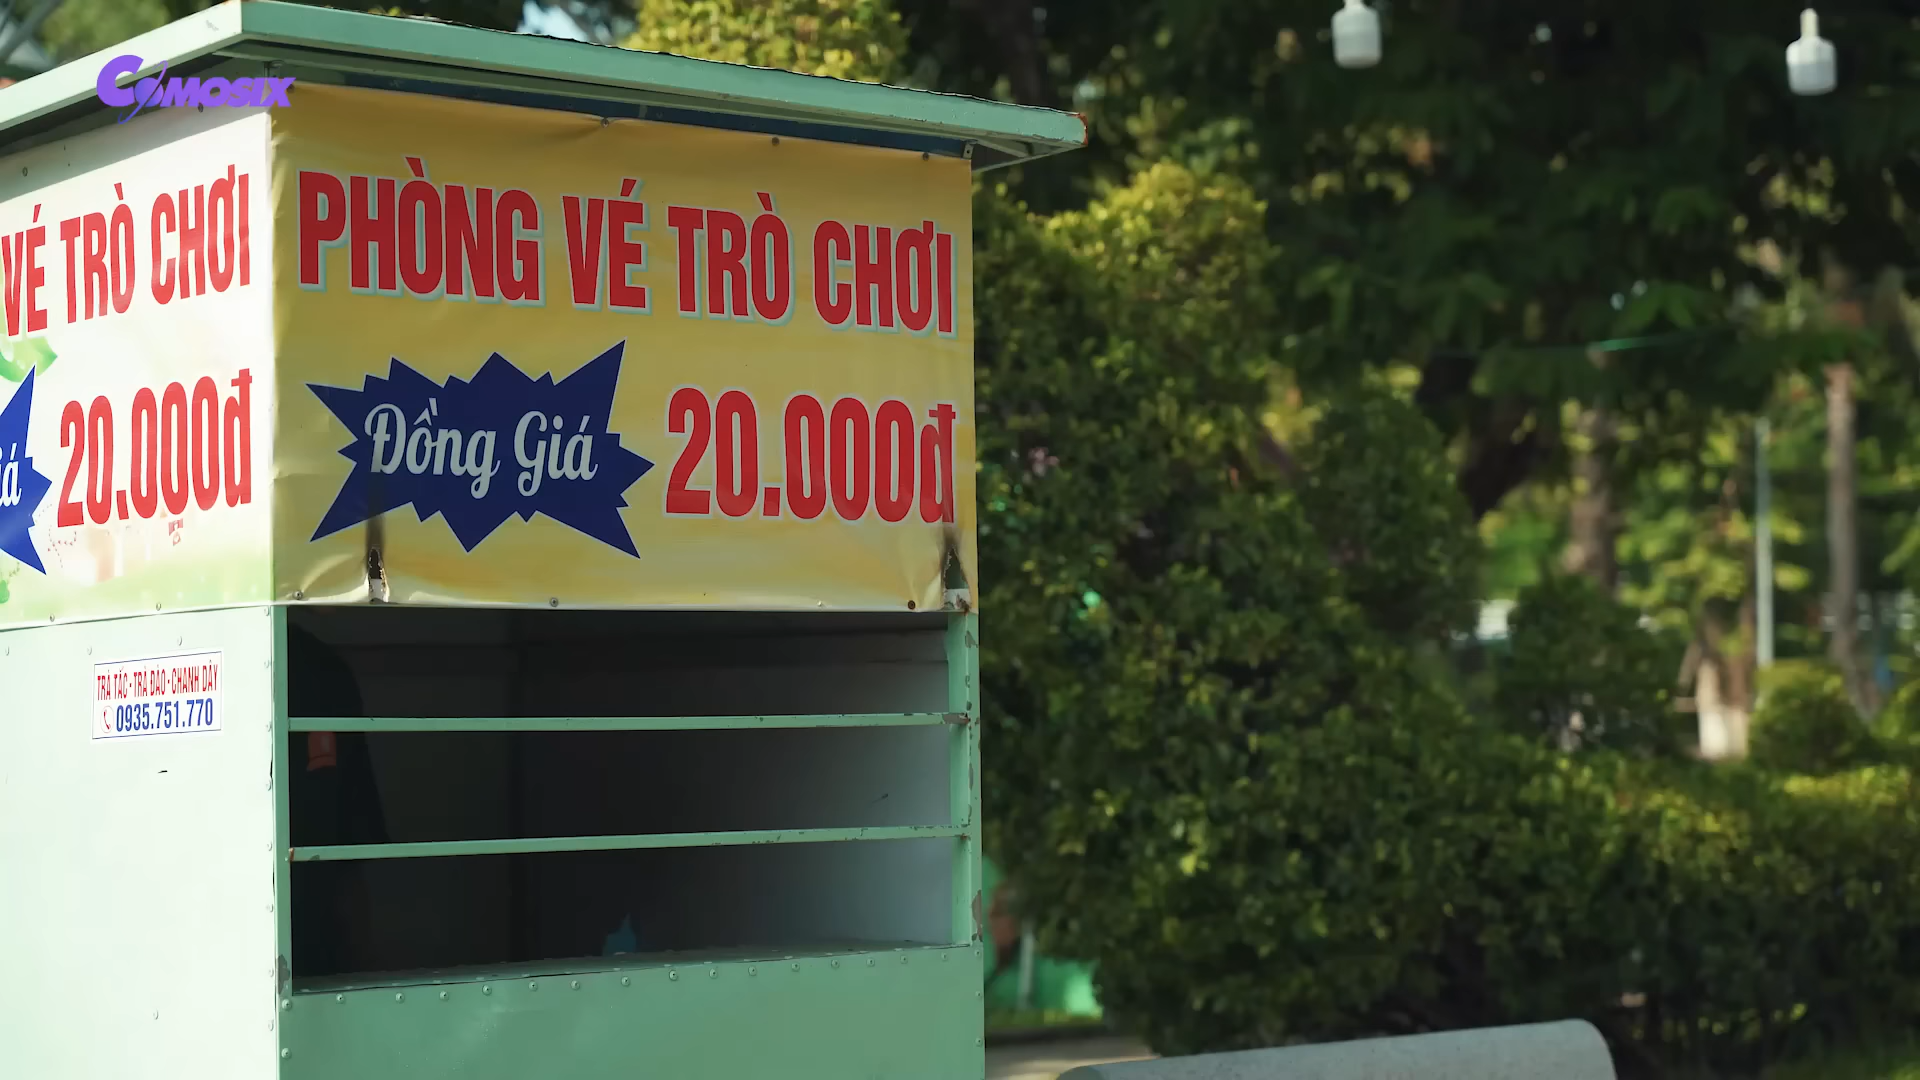 COMOSIX
VÉ TRÒ CHƠI
20.000đ
PHÒNG VÉ TRÒ CHƠI
Đồng Giá
20.000đ
TRÀ TẮC - TRÀ ĐÀO - CHANH DÂY
0935.751.770